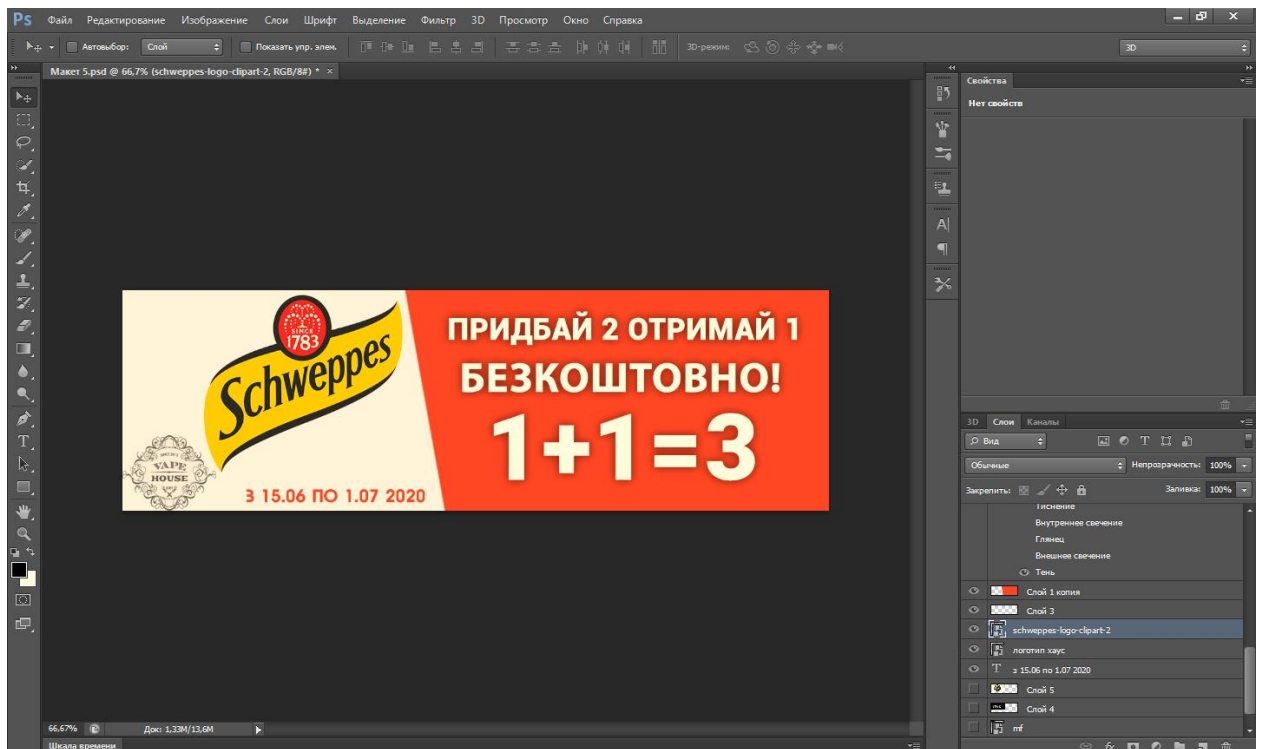 Ps Файл Редактирование Изображение Слои Шрифт Выделение Фильтр 3D Просмотр Окно Справка
Автовыбор: Слой Показать упр. элем. 3D-режим: 3D
Макет 5.psd @ 66,7% (schweppes-logo-clipart-2, RGB/8#) * ×
Свойства
Нет свойств
SINCE
1783
Schweppes
VAPE
HOUSE
З 15.06 ПО 1.07 2020
ПРИДБАЙ 2 ОТРИМАЙ 1
БЕЗКОШТОВНО!
1+1=3
3D Слои Каналы
Вид
Обычные Непрозрачность: 100%
Закрепить: Заливка: 100%
Тиснение
Внутреннее свечение
Глянец
Внешнее свечение
Тень
Слой 1 копия
Слой 3
schweppes-logo-clipart-2
логотип хаус
з 15.06 по 1.07 2020
Слой 5
Слой 4
mf
66,67% Док: 1,33M/13,6M
Шкала времени